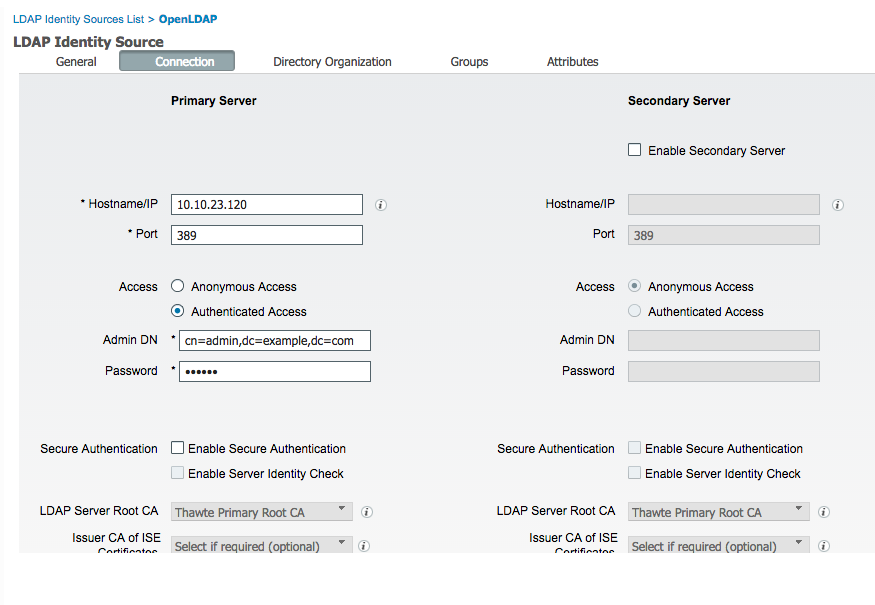 LDAP Identity Sources List > OpenLDAP
LDAP Identity Source
General Connection Directory Organization Groups Attributes
Primary Server Secondary Server
Enable Secondary Server
* Hostname/IP 10.10.23.120 Hostname/IP
* Port 389 Port 389
Access Anonymous Access Access Anonymous Access
Authenticated Access Authenticated Access
Admin DN * cn=admin,dc=example,dc=com Admin DN
Password * •••••• Password
Secure Authentication Enable Secure Authentication Secure Authentication Enable Secure Authentication
Enable Server Identity Check Enable Server Identity Check
LDAP Server Root CA Thawte Primary Root CA LDAP Server Root CA Thawte Primary Root CA
Issuer CA of ISE Select if required (optional) Issuer CA of ISE Select if required (optional)
Certificates Certificates